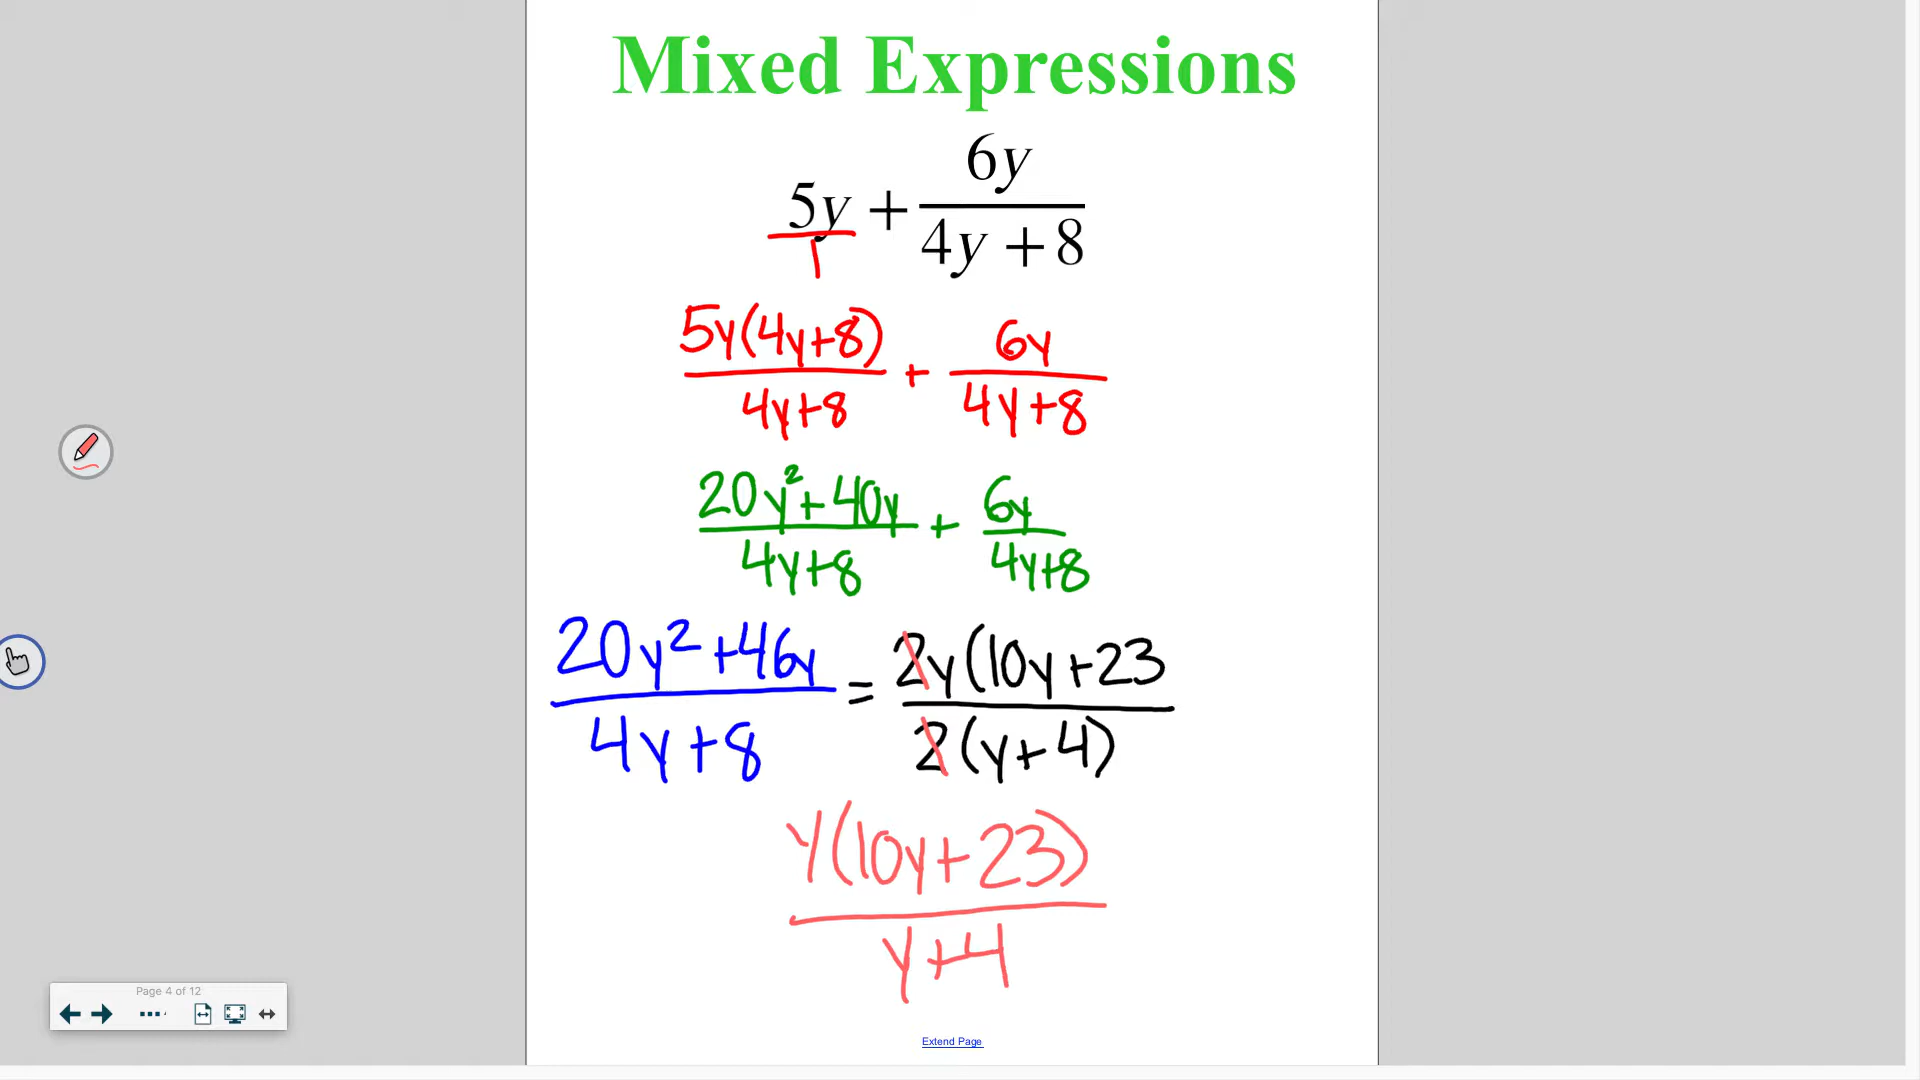 Mixed Expressions
5y/1 + 6y/(4y + 8)
5y(4y+8)/(4y+8) + 6y/(4y+8)
(20y²+40y)/(4y+8) + 6y/(4y+8)
(20y²+46y)/(4y+8) = 2y(10y+23/2(y+4)
y(10y+23)/(y+4)
Page 4 of 12
Extend Page